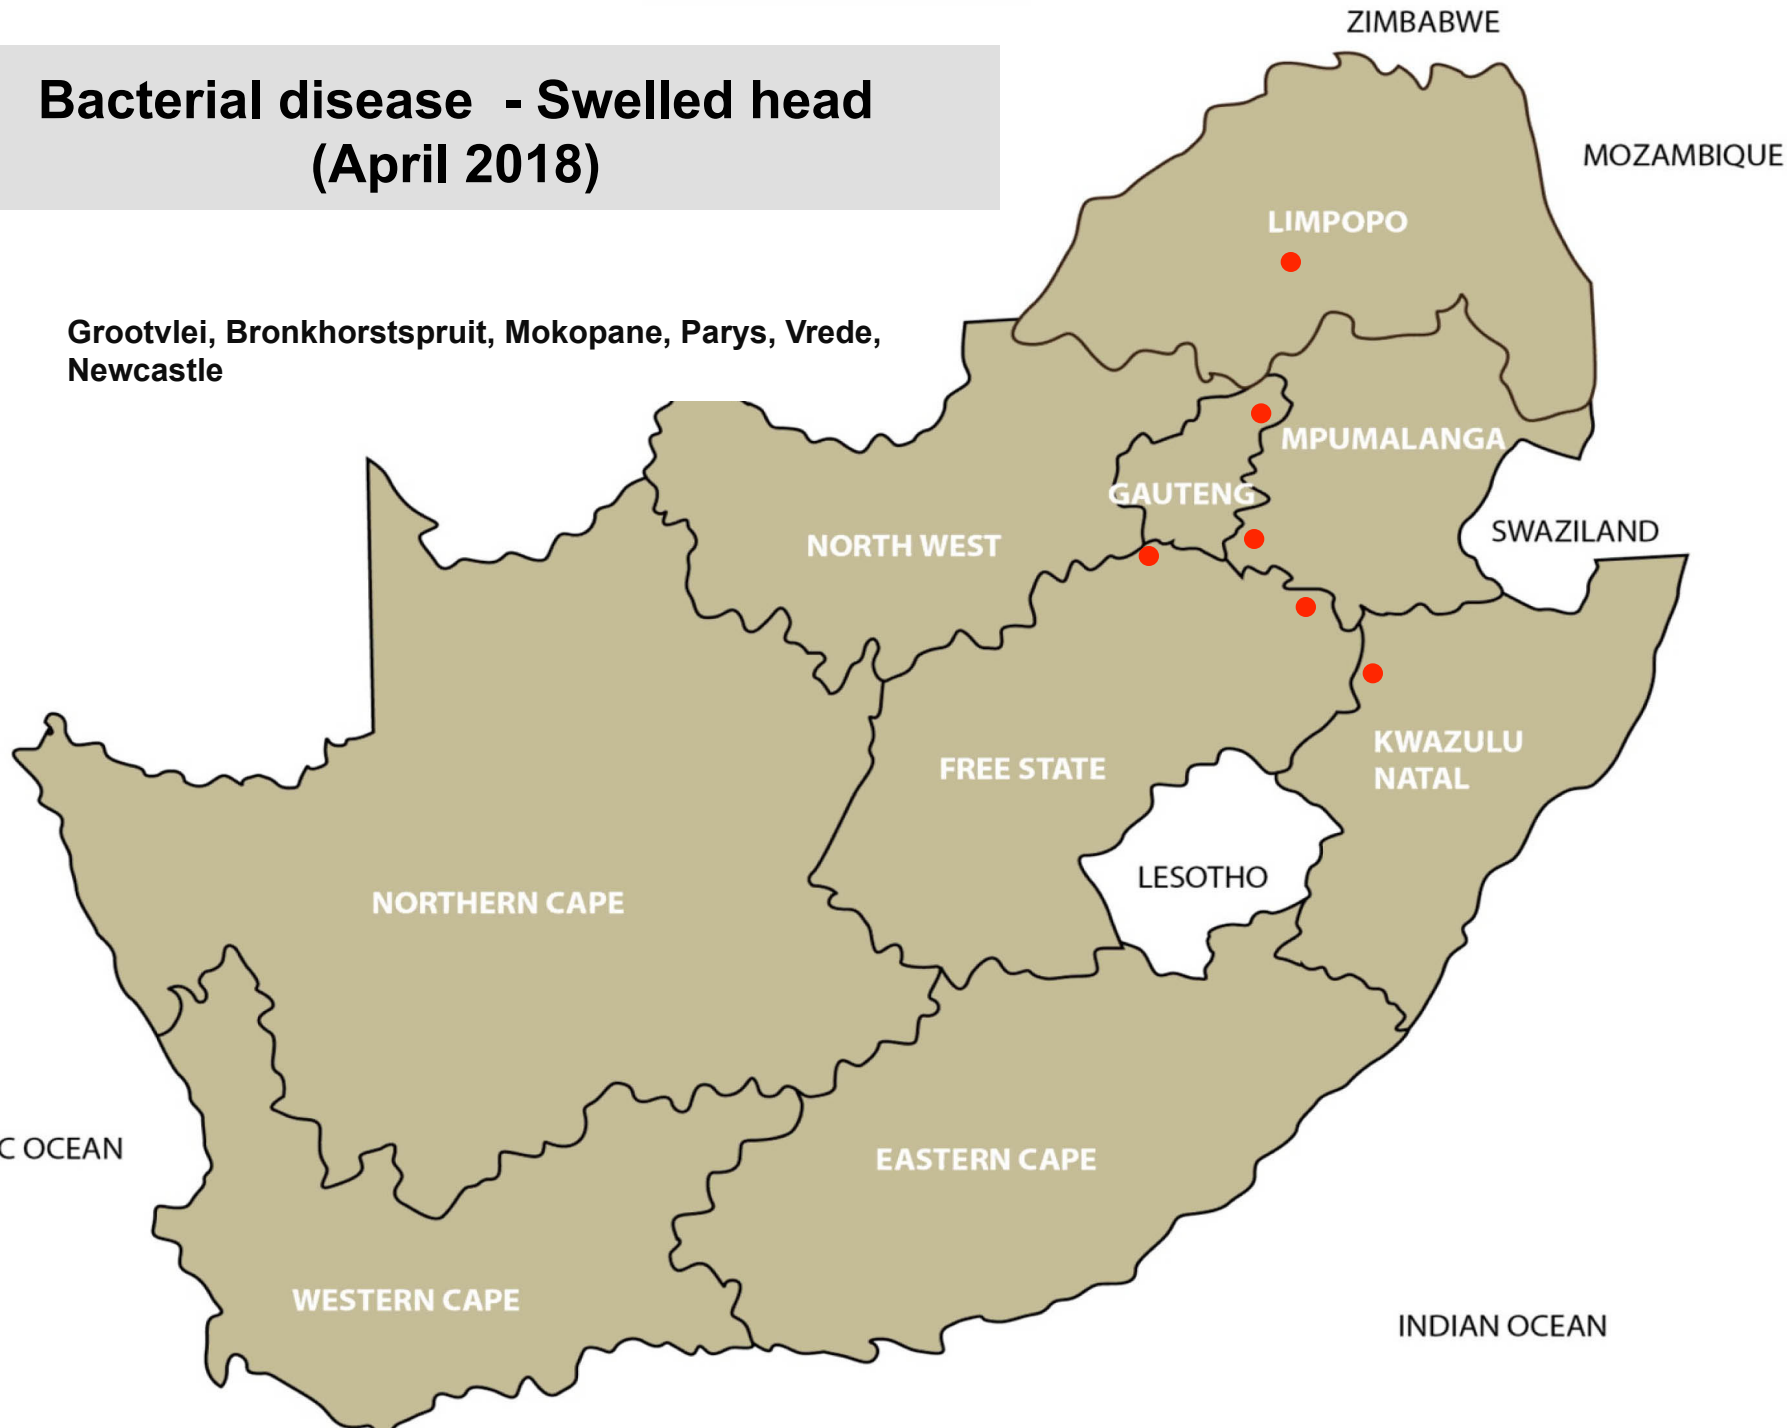 ZIMBABWE
Bacterial disease - Swelled head
(April 2018)
MOZAMBIQUE
LIMPOPO
Grootvlei, Bronkhorstspruit, Mokopane, Parys, Vrede,
Newcastle
MPUMALANGA
GAUTENG
SWAZILAND
NORTH WEST
KWAZULU
NATAL
FREE STATE
LESOTHO
NORTHERN CAPE
C OCEAN
EASTERN CAPE
WESTERN CAPE
INDIAN OCEAN